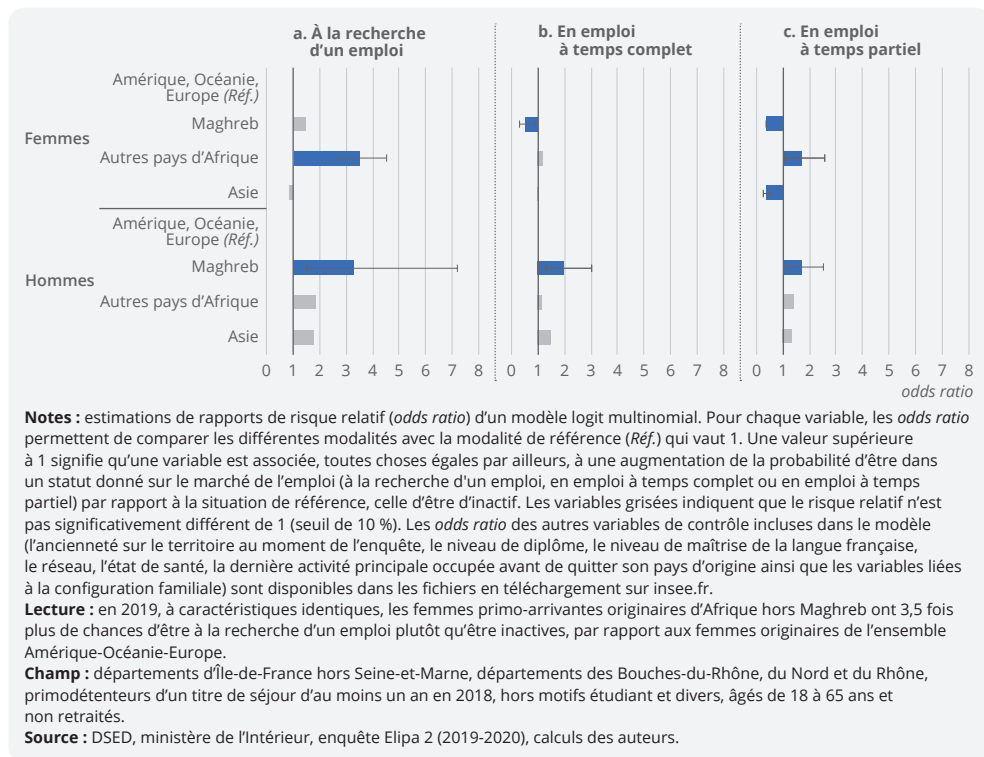 a. À la recherche
d'un emploi
b. En emploi
à temps complet
c. En emploi
à temps partiel
Femmes
Amérique, Océanie,
Europe (Réf.)
Maghreb
Autres pays d'Afrique
Asie
Hommes
Amérique, Océanie,
Europe (Réf.)
Maghreb
Autres pays d'Afrique
Asie
0 1 2 3 4 5 6 7 8 0 1 2 3 4 5 6 7 8 0 1 2 3 4 5 6 7 8
odds ratio
Notes : estimations de rapports de risque relatif (odds ratio) d'un modèle logit multinomial. Pour chaque variable, les odds ratio
permettent de comparer les différentes modalités avec la modalité de référence (Réf.) qui vaut 1. Une valeur supérieure
à 1 signifie qu'une variable est associée, toutes choses égales par ailleurs, à une augmentation de la probabilité d'être dans
un statut donné sur le marché de l'emploi (à la recherche d'un emploi, en emploi à temps complet ou en emploi à temps
partiel) par rapport à la situation de référence, celle d'être d'inactif. Les variables grisées indiquent que le risque relatif n'est
pas significativement différent de 1 (seuil de 10 %). Les odds ratio des autres variables de contrôle incluses dans le modèle
(l'ancienneté sur le territoire au moment de l'enquête, le niveau de diplôme, le niveau de maîtrise de la langue française,
le réseau, l'état de santé, la dernière activité principale occupée avant de quitter son pays d'origine ainsi que les variables liées
à la configuration familiale) sont disponibles dans les fichiers en téléchargement sur insee.fr.
Lecture : en 2019, à caractéristiques identiques, les femmes primo-arrivantes originaires d'Afrique hors Maghreb ont 3,5 fois
plus de chances d'être à la recherche d'un emploi plutôt qu'être inactives, par rapport aux femmes originaires de l'ensemble
Amérique-Océanie-Europe.
Champ : départements d'Île-de-France hors Seine-et-Marne, départements des Bouches-du-Rhône, du Nord et du Rhône,
primodétenteurs d'un titre de séjour d'au moins un an en 2018, hors motifs étudiant et divers, âgés de 18 à 65 ans et
non retraités.
Source : DSED, ministère de l'Intérieur, enquête Elipa 2 (2019-2020), calculs des auteurs.